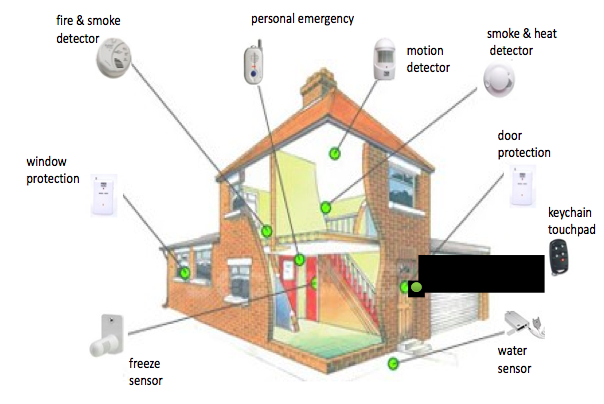 fire & smoke
detector
personal emergency
motion
detector
smoke & heat
detector
window
protection
door
protection
keychain
touchpad
freeze
sensor
water
sensor